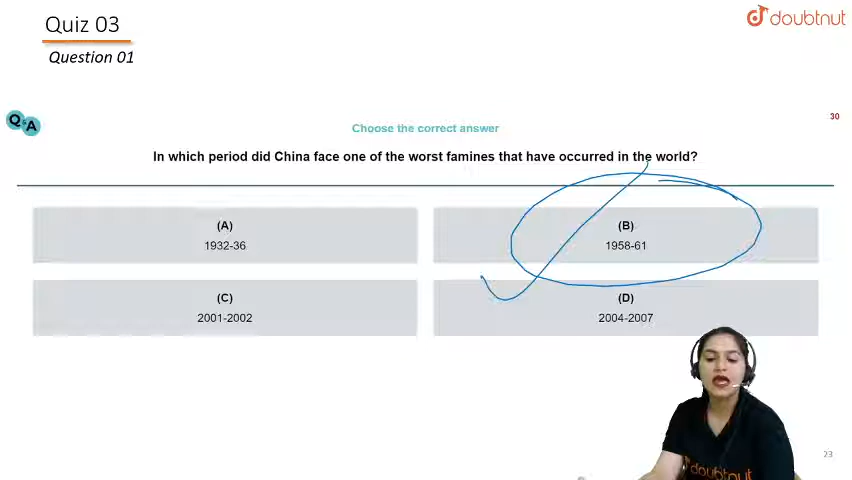 Quiz 03
doubtnut
Question 01
Q&A
30
Choose the correct answer
In which period did China face one of the worst famines that have occurred in the world?
(A)
1932-36
(B)
1958-61
(C)
2001-2002
(D)
2004-2007
doubtnut
23